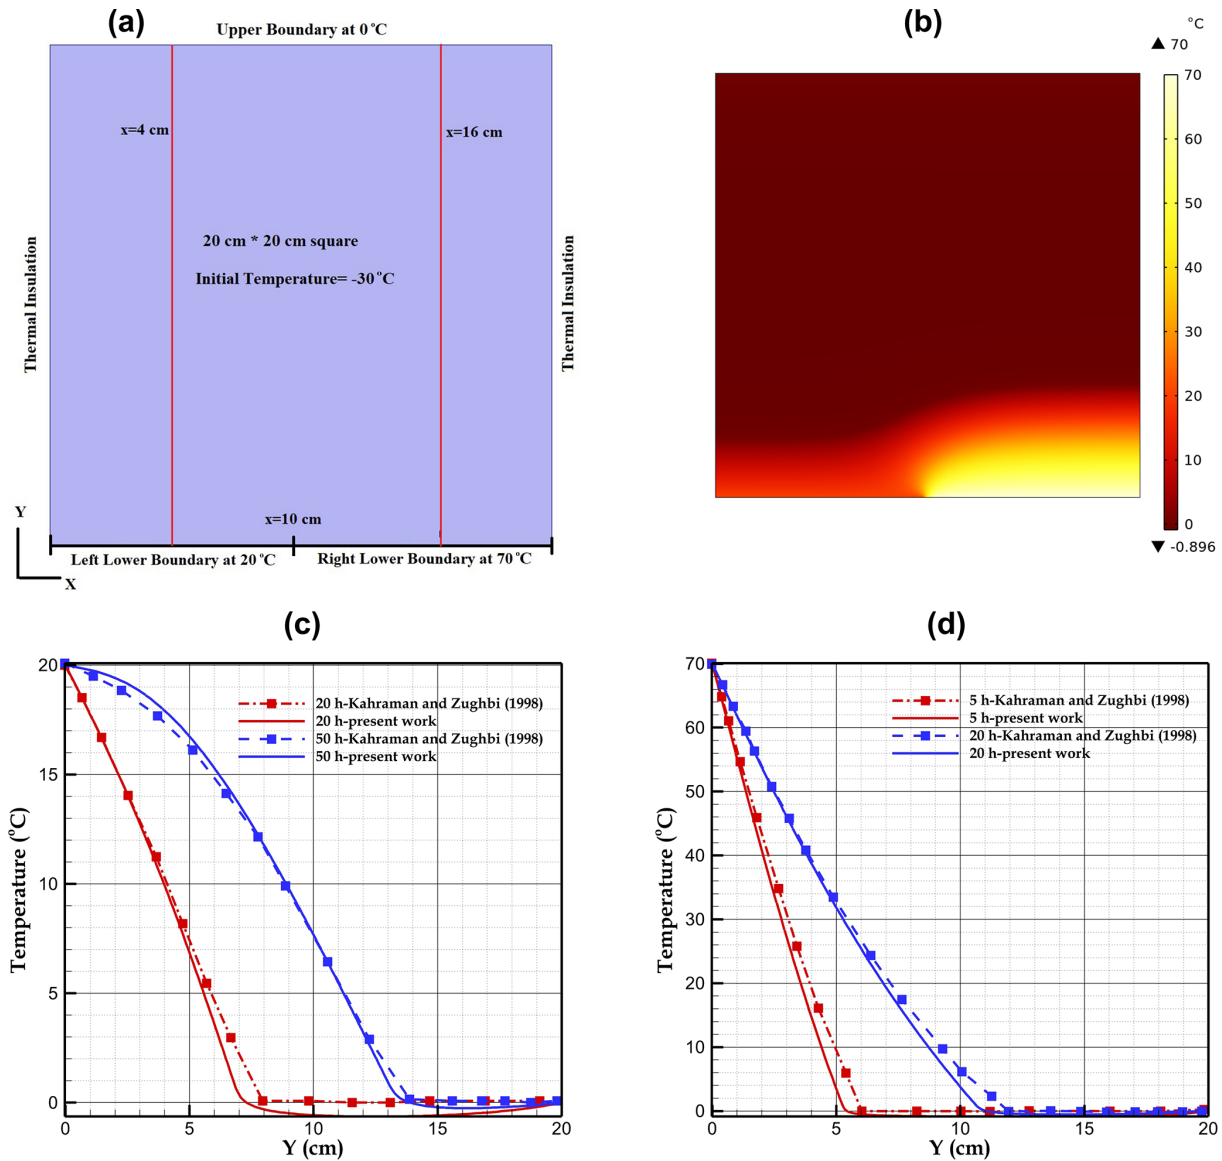 (a)
Upper Boundary at 0°C
x=4 cm
x=16 cm
20 cm * 20 cm square
Initial Temperature= -30°C
Thermal Insulation
Thermal Insulation
x=10 cm
Left Lower Boundary at 20°C
Right Lower Boundary at 70°C
Y
X
(b)
°C
▲ 70
70
60
50
40
30
20
10
0
▼ -0.896
(c)
20 h-Kahraman and Zughbi (1998)
20 h-present work
50 h-Kahraman and Zughbi (1998)
50 h-present work
Temperature (°C)
20
15
10
5
0
0
5
10
15
20
Y (cm)
(d)
5 h-Kahraman and Zughbi (1998)
5 h-present work
20 h-Kahraman and Zughbi (1998)
20 h-present work
Temperature (°C)
70
60
50
40
30
20
10
0
0
5
10
15
20
Y (cm)